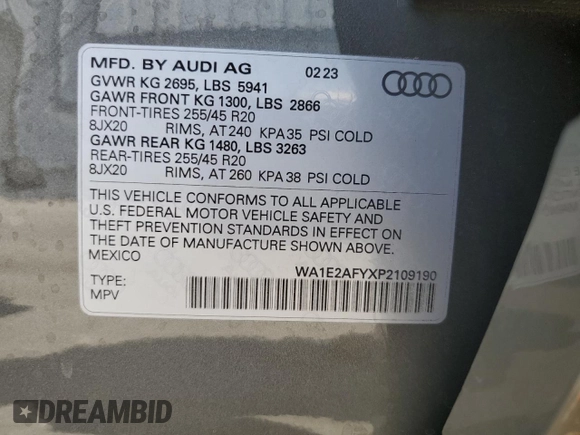 MFD. BY AUDI AG 0223
GVWR KG 2695, LBS 5941
GAWR FRONT KG 1300, LBS 2866
FRONT-TIRES 255/45 R20
8JX20 RIMS, AT 240 KPA 35 PSI COLD
GAWR REAR KG 1480, LBS 3263
REAR-TIRES 255/45 R20
8JX20 RIMS, AT 260 KPA 38 PSI COLD
THIS VEHICLE CONFORMS TO ALL APPLICABLE
U.S. FEDERAL MOTOR VEHICLE SAFETY AND
THEFT PREVENTION STANDARDS IN EFFECT ON
THE DATE OF MANUFACTURE SHOWN ABOVE.
MEXICO
WA1E2AFYXP2109190
TYPE:
MPV
DREAMBID